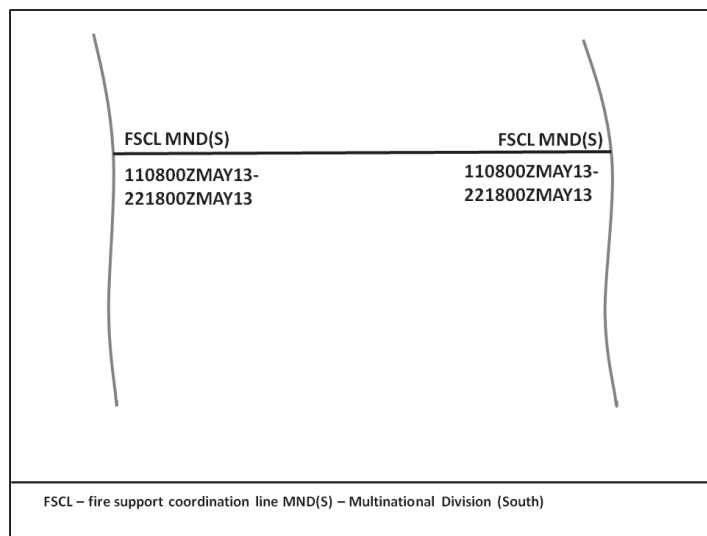 FSCL MND(S)
FSCL MND(S)
110800ZMAY13-
221800ZMAY13
110800ZMAY13-
221800ZMAY13
FSCL – fire support coordination line MND(S) – Multinational Division (South)